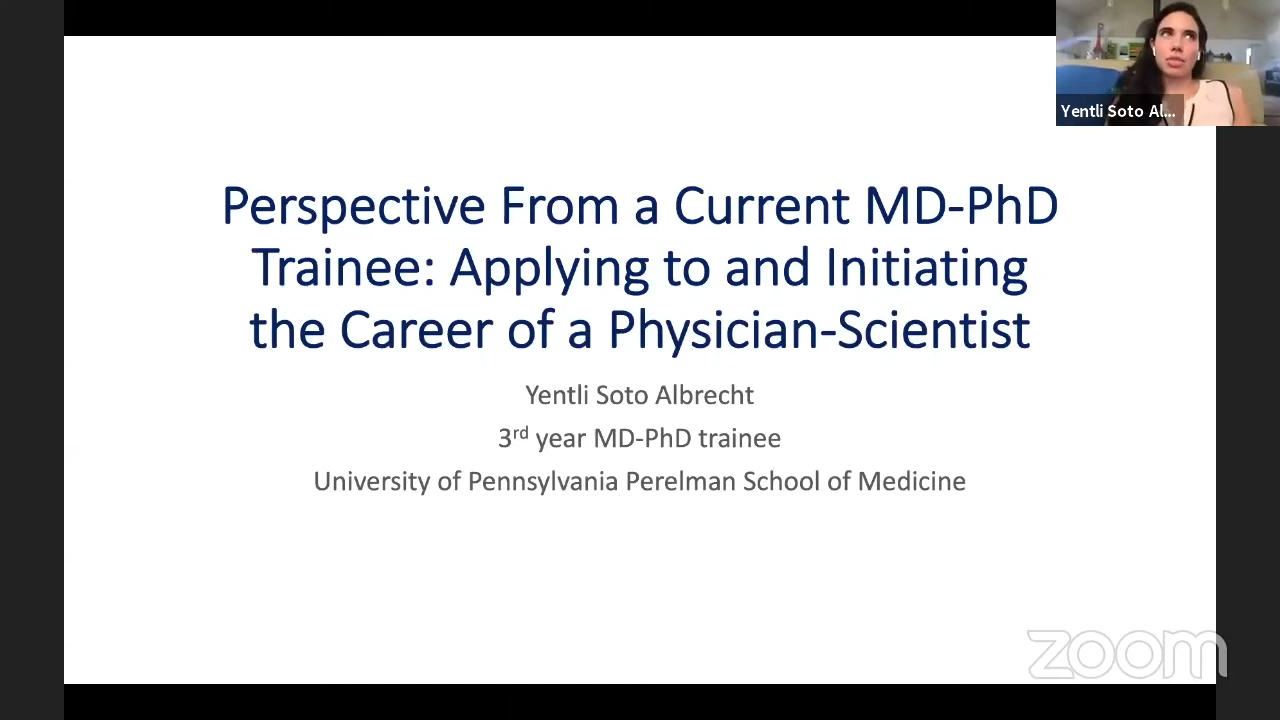 Yentli Soto Al...
Perspective From a Current MD-PhD
Trainee: Applying to and Initiating
the Career of a Physician-Scientist
Yentli Soto Albrecht
3rd year MD-PhD trainee
University of Pennsylvania Perelman School of Medicine
zoom